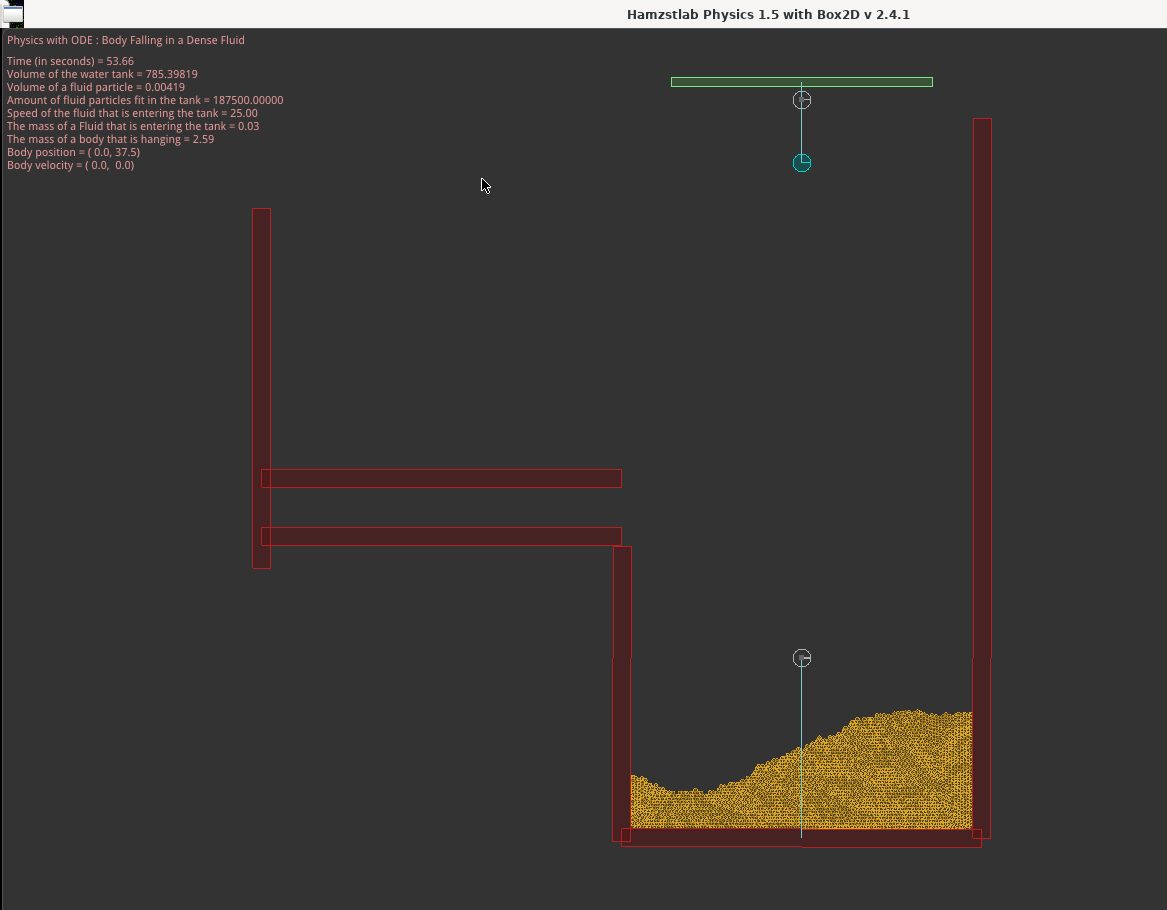 Hamzstlab Physics 1.5 with Box2D v 2.4.1
Physics with ODE : Body Falling in a Dense Fluid
Time (in seconds) = 53.66
Volume of the water tank = 785.39819
Volume of a fluid particle = 0.00419
Amount of fluid particles fit in the tank = 187500.00000
Speed of the fluid that is entering the tank = 25.00
The mass of a Fluid that is entering the tank = 0.03
The mass of a body that is hanging = 2.59
Body position = ( 0.0, 37.5)
Body velocity = ( 0.0,  0.0)